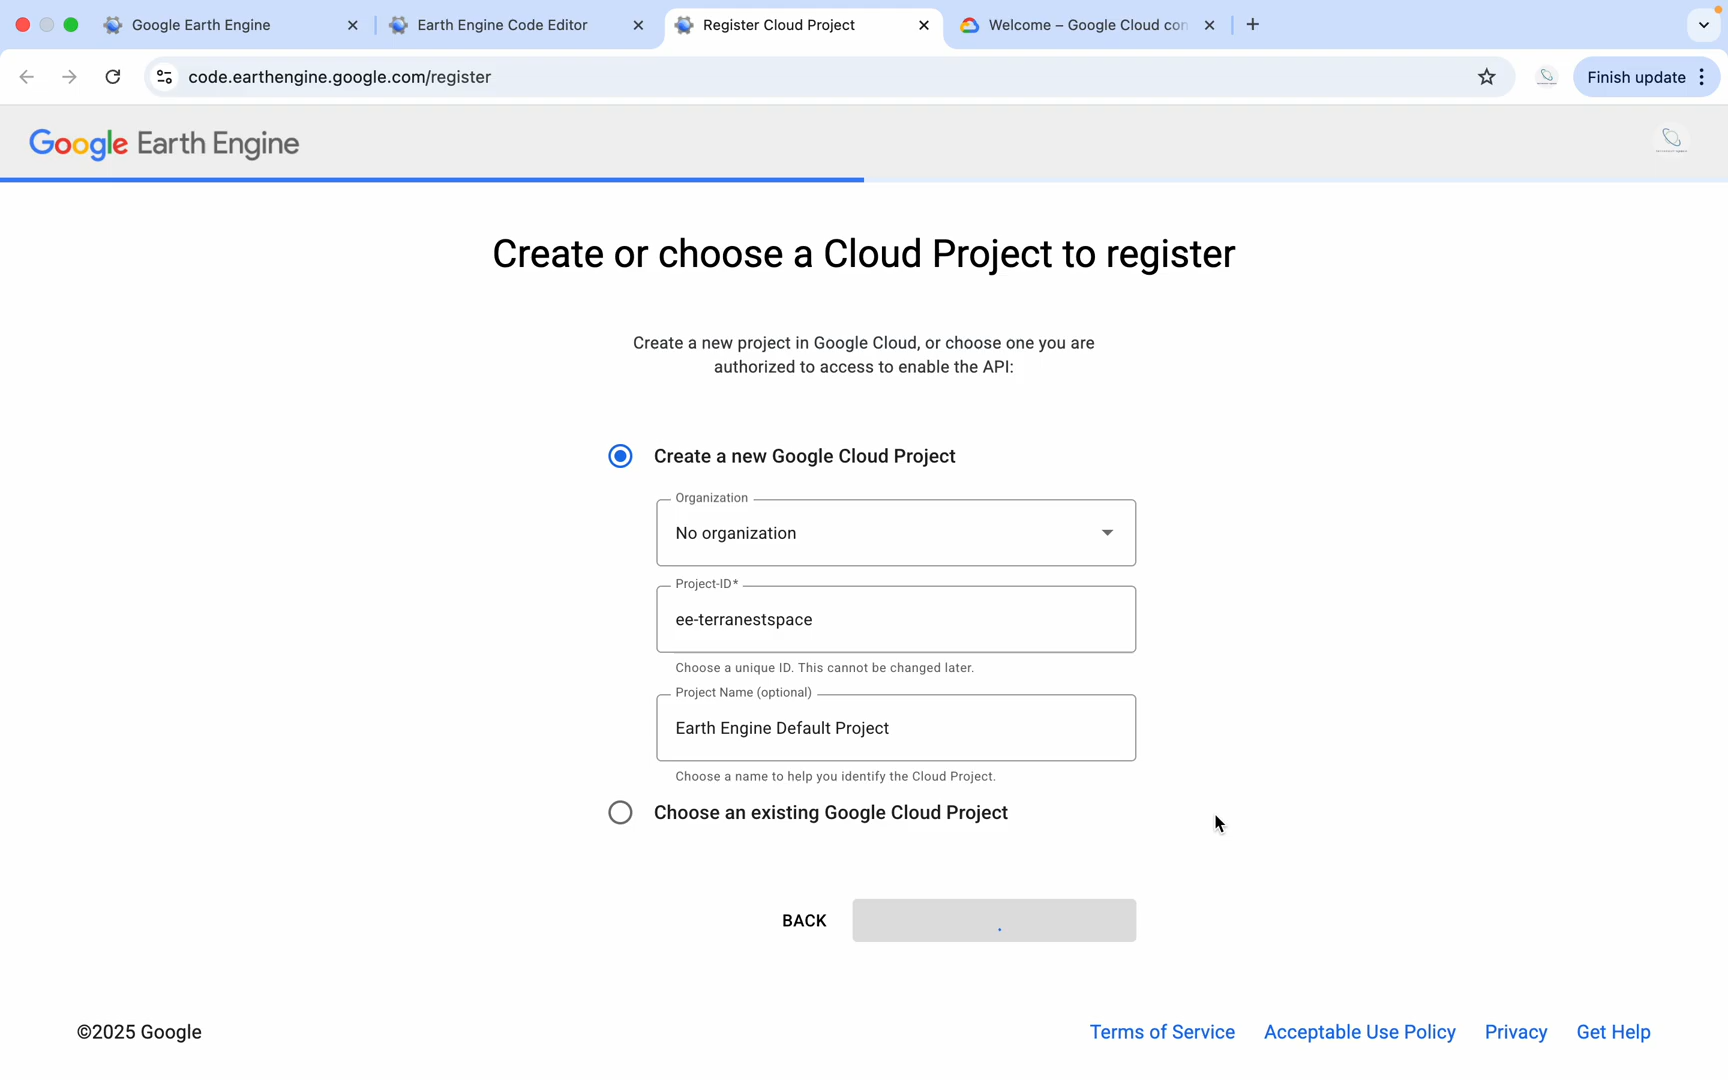 Google Earth Engine
Earth Engine Code Editor
Register Cloud Project
Welcome – Google Cloud con
code.earthengine.google.com/register
Finish update
Google Earth Engine
Create or choose a Cloud Project to register
Create a new project in Google Cloud, or choose one you are
authorized to access to enable the API:
Create a new Google Cloud Project
Organization
No organization
Project-ID*
ee-terranestspace
Choose a unique ID. This cannot be changed later.
Project Name (optional)
Earth Engine Default Project
Choose a name to help you identify the Cloud Project.
Choose an existing Google Cloud Project
BACK
©2025 Google
Terms of Service
Acceptable Use Policy
Privacy
Get Help